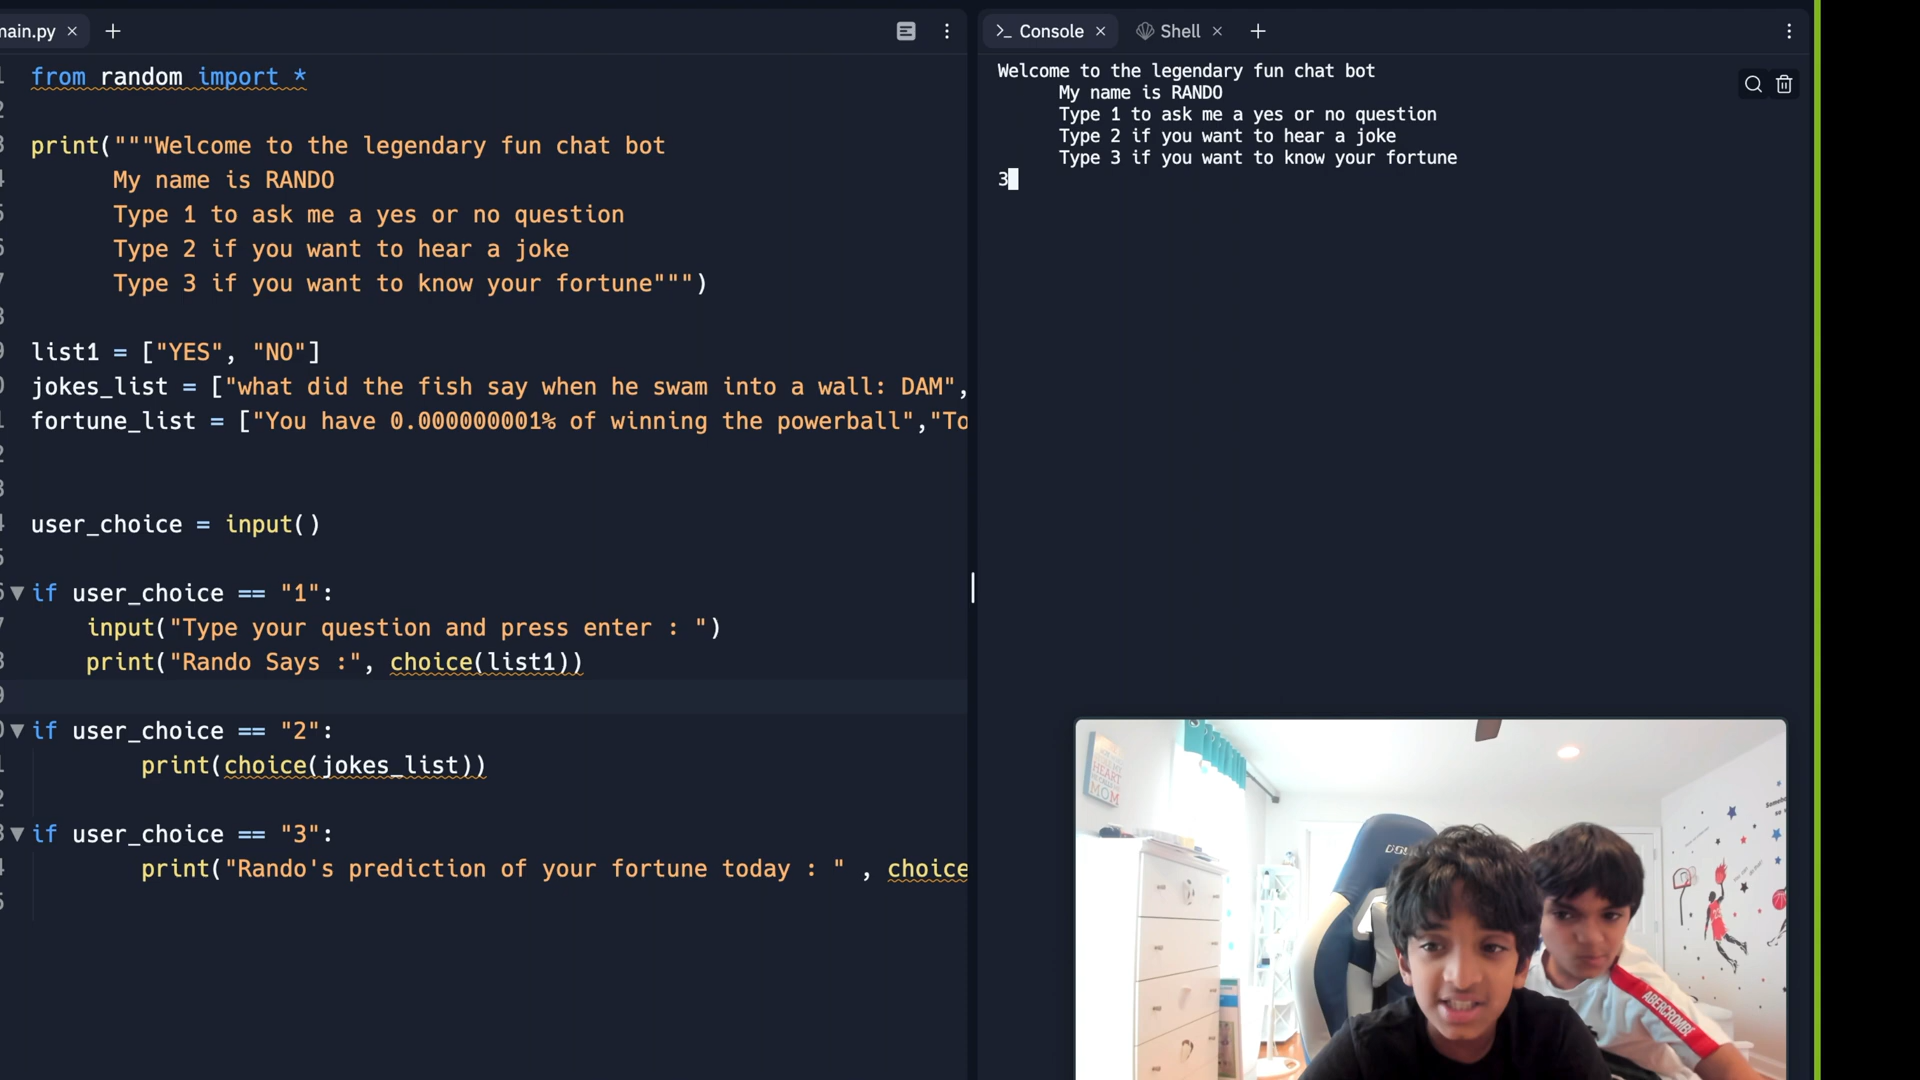 main.py × +
from random import *
print("""Welcome to the legendary fun chat bot
My name is RANDO
Type 1 to ask me a yes or no question
Type 2 if you want to hear a joke
Type 3 if you want to know your fortune""")
list1 = ["YES", "NO"]
jokes_list = ["what did the fish say when he swam into a wall: DAM",
fortune_list = ["You have 0.000000001% of winning the powerball","To
user_choice = input()
if user_choice == "1":
input("Type your question and press enter : ")
print("Rando Says :", choice(list1))
if user_choice == "2":
print(choice(jokes_list))
if user_choice == "3":
print("Rando's prediction of your fortune today : " , choice
Console × Shell × +
Welcome to the legendary fun chat bot
My name is RANDO
Type 1 to ask me a yes or no question
Type 2 if you want to hear a joke
Type 3 if you want to know your fortune
3
HEART
MOM
ABERCROMBIE